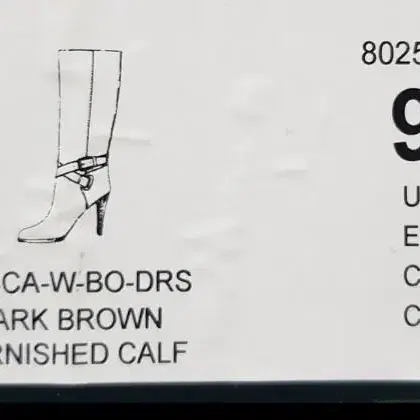 8025
9
U
E
C
C
CA-W-BO-DRS
ARK BROWN
RNISHED CALF